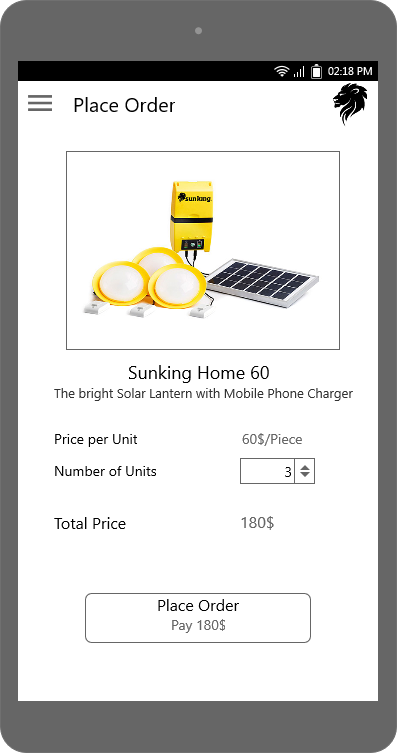 02:18 PM
Place Order
sunking.
Sunking Home 60
The bright Solar Lantern with Mobile Phone Charger
Price per Unit 60$/Piece
Number of Units 3
Total Price 180$
Place Order
Pay 180$